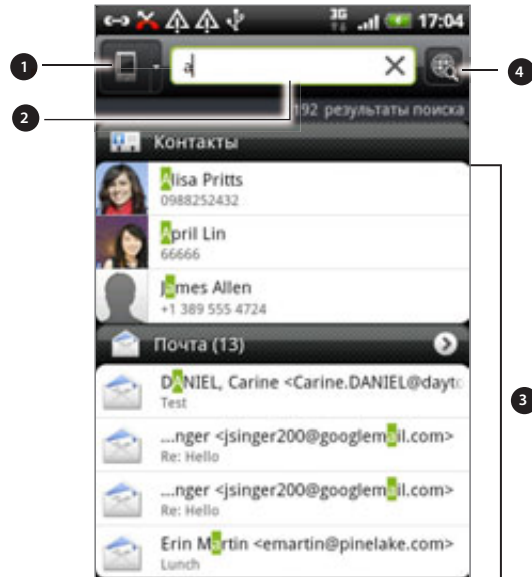 3G 17:04
1
a
4
2
192 результаты поиска
Контакты
Alisa Pritts
0988252432
April Lin
66666
James Allen
+1 389 555 4724
Почта (13)
DANIEL, Carine <Carine.DANIEL@dayto
Test
3
...nger <jsinger200@googlemail.com>
Re: Hello
...nger <jsinger200@googlemail.com>
Re: Hello
Erin Martin <emartin@pinelake.com>
Lunch